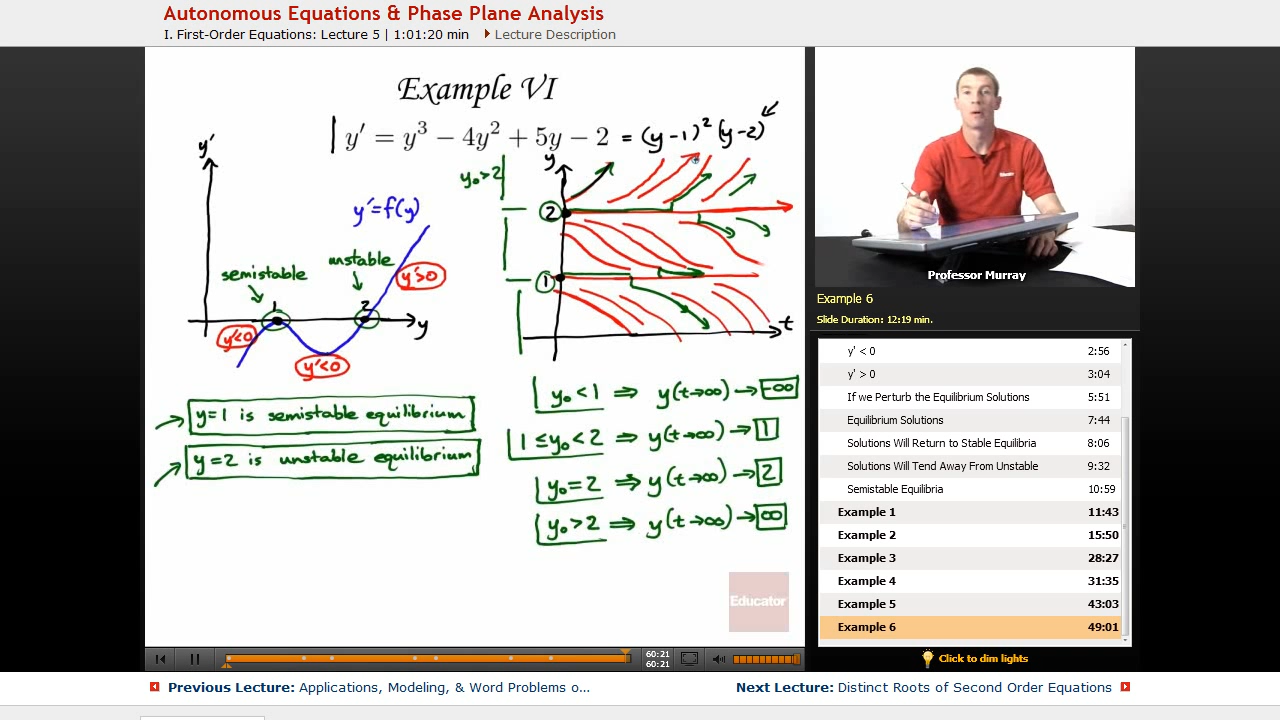 Autonomous Equations & Phase Plane Analysis
I. First-Order Equations: Lecture 5 | 1:01:20 min
Lecture Description
Example VI
y′ = y³ − 4y² + 5y − 2 = (y-1)² (y-2)
y'
y'=f(y)
semistable
unstable
1
2
y
y'<0
y'<0
y'>0
y
y₀>2
2
1
t
y=1 is semistable equilibrium
y=2 is unstable equilibrium
y₀<1 ⇒ y(t→∞) → -∞
1≤y₀<2 ⇒ y(t→∞) → 1
y₀=2 ⇒ y(t→∞) → 2
y₀>2 ⇒ y(t→∞) → ∞
Educator
60:21
60:21
Professor Murray
Example 6
Slide Duration: 12:19 min.
y' < 0 2:56
y' > 0 3:04
If we Perturb the Equilibrium Solutions 5:51
Equilibrium Solutions 7:44
Solutions Will Return to Stable Equilibria 8:06
Solutions Will Tend Away From Unstable 9:32
Semistable Equilibria 10:59
Example 1 11:43
Example 2 15:50
Example 3 28:27
Example 4 31:35
Example 5 43:03
Example 6 49:01
Click to dim lights
Previous Lecture: Applications, Modeling, & Word Problems o...
Next Lecture: Distinct Roots of Second Order Equations